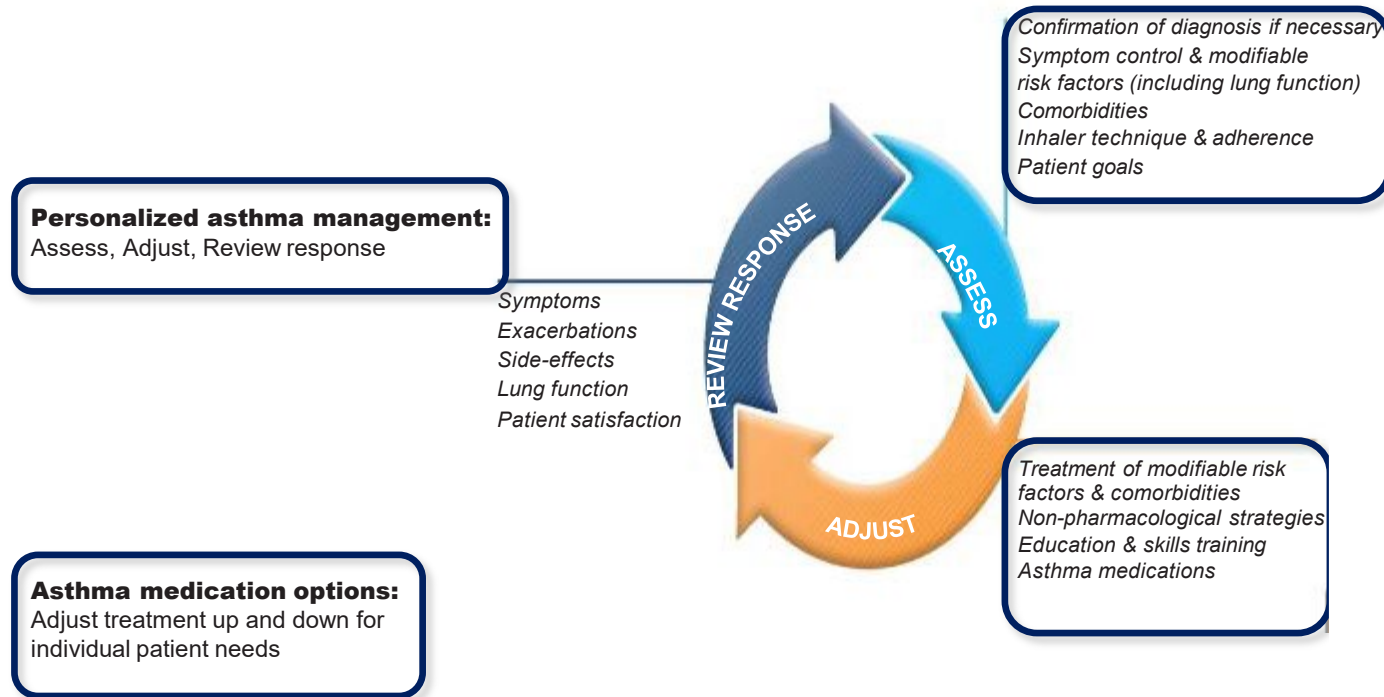 Confirmation of diagnosis if necessary
Symptom control & modifiable
risk factors (including lung function)
Comorbidities
Inhaler technique & adherence
Patient goals
Personalized asthma management:
Assess, Adjust, Review response
REVIEW RESPONSE
ASSESS
Symptoms
Exacerbations
Side-effects
Lung function
Patient satisfaction
ADJUST
Treatment of modifiable risk
factors & comorbidities
Non-pharmacological strategies
Education & skills training
Asthma medications
Asthma medication options:
Adjust treatment up and down for
individual patient needs